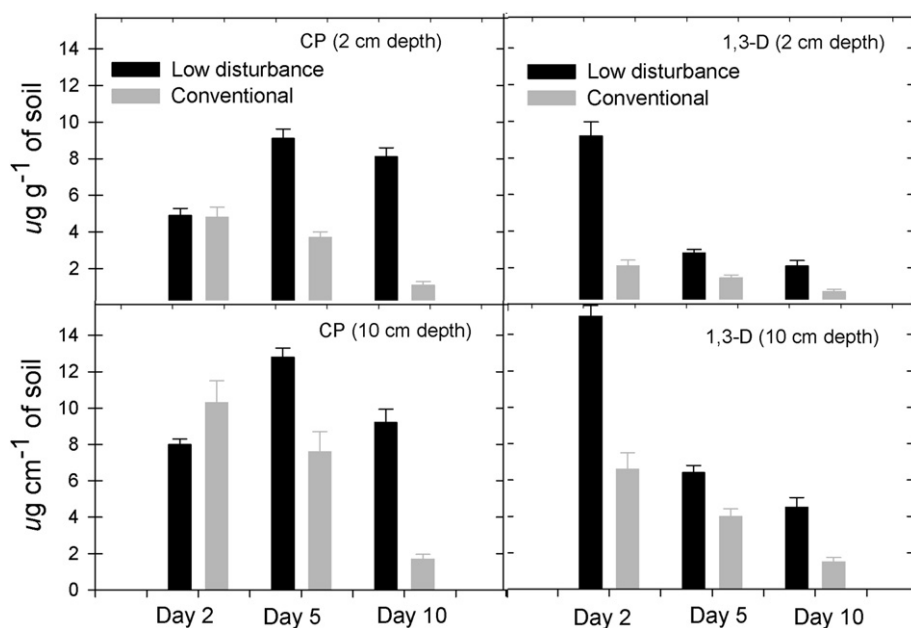 CP (2 cm depth)
Low disturbance
Conventional
14
12
10
8
6
4
2
ug g⁻¹ of soil
1,3-D (2 cm depth)
Low disturbance
Conventional
CP (10 cm depth)
14
12
10
8
6
4
2
0
ug cm⁻¹ of soil
1,3-D (10 cm depth)
Day 2 Day 5 Day 10
Day 2 Day 5 Day 10